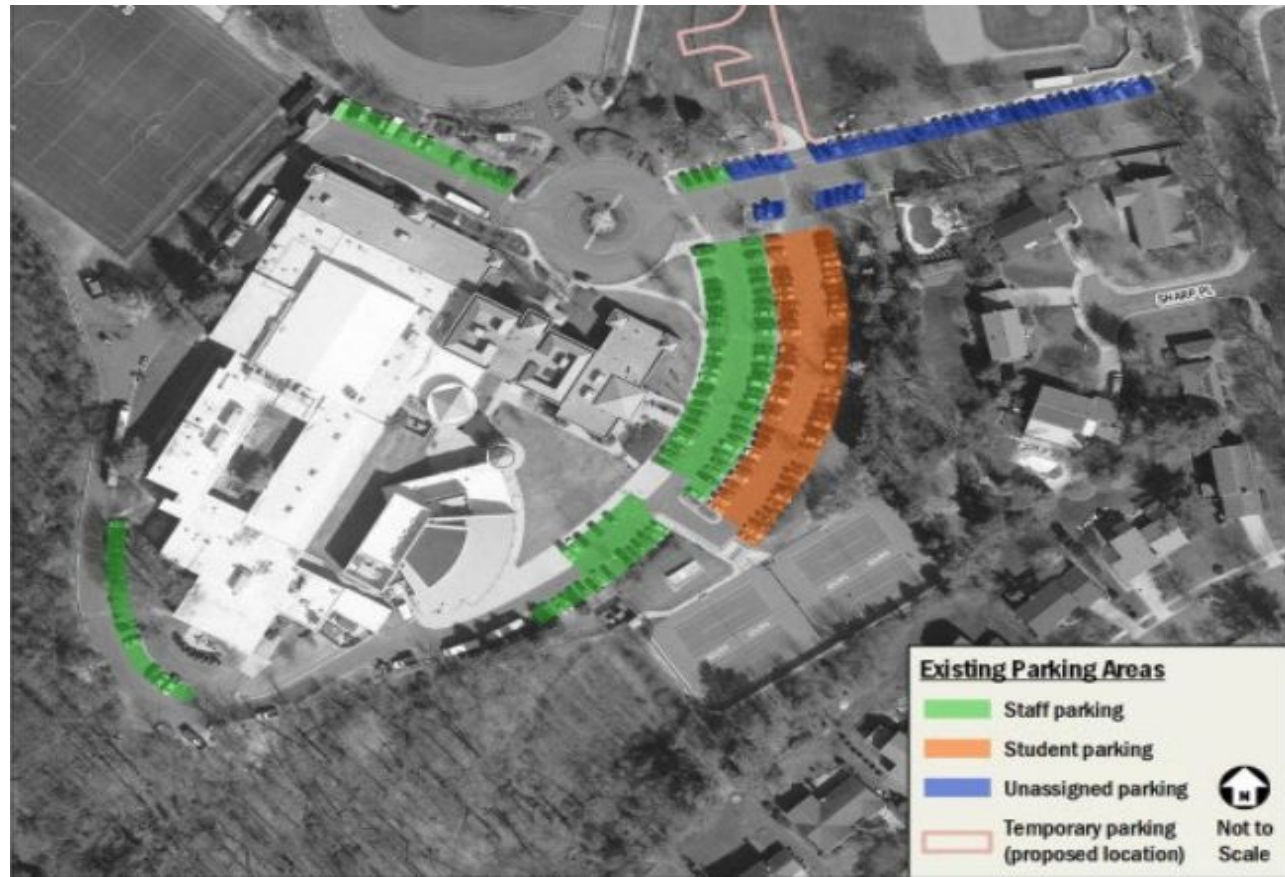 SHARP PL
Existing Parking Areas
Staff parking
Student parking
Unassigned parking
Temporary parking
(proposed location)
N
Not to
Scale